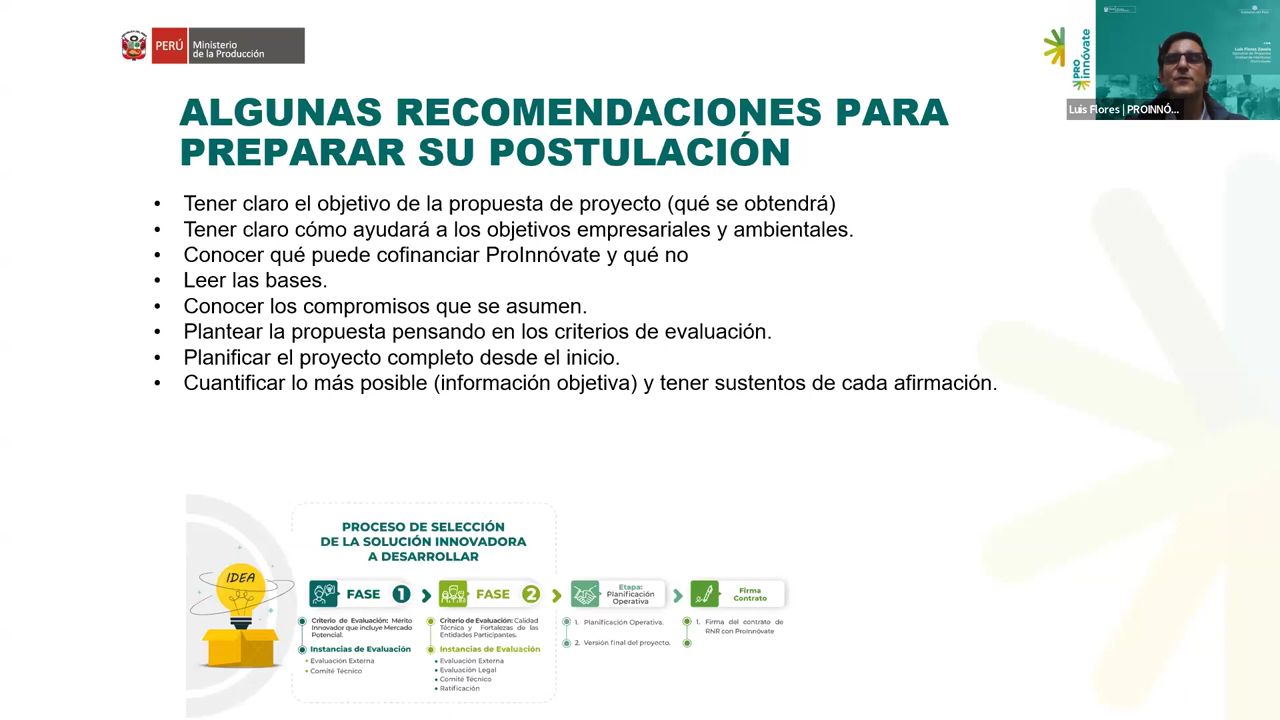 PERÚ
Ministerio
de la Producción
PRO
innóvate
Luis Flores | PROINNÓ...
ALGUNAS RECOMENDACIONES PARA
PREPARAR SU POSTULACIÓN
• Tener claro el objetivo de la propuesta de proyecto (qué se obtendrá)
• Tener claro cómo ayudará a los objetivos empresariales y ambientales.
• Conocer qué puede cofinanciar ProInnóvate y qué no
• Leer las bases.
• Conocer los compromisos que se asumen.
• Plantear la propuesta pensando en los criterios de evaluación.
• Planificar el proyecto completo desde el inicio.
• Cuantificar lo más posible (información objetiva) y tener sustentos de cada afirmación.
PROCESO DE SELECCIÓN
DE LA SOLUCIÓN INNOVADORA
A DESARROLLAR
IDEA
FASE 1
Criterio de Evaluación: Mérito
Innovador que incluye Mercado
Potencial.
Instancias de Evaluación
• Evaluación Externa
• Comité Técnico
FASE 2
Criterio de Evaluación: Calidad
Técnica y Fortalezas de las
Entidades Participantes.
Instancias de Evaluación
• Evaluación Externa
• Evaluación Legal
• Comité Técnico
• Ratificación
Etapa:
Planificación
Operativa
1. Planificación Operativa.
2. Versión final del proyecto.
Firma
Contrato
1. Firma del contrato de
RNR con ProInnóvate